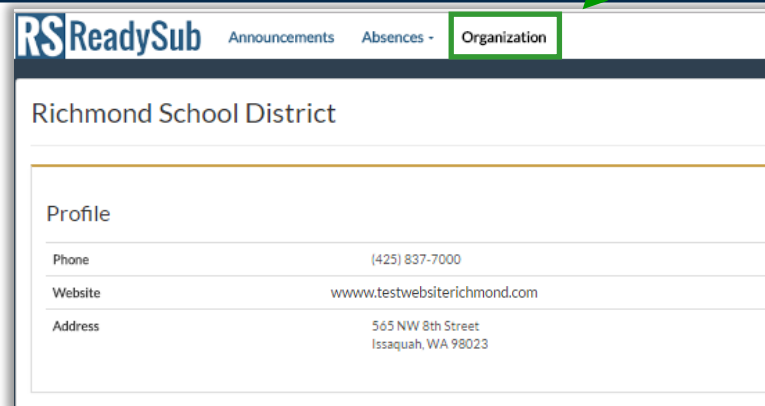 RS ReadySub Announcements Absences - Organization
Richmond School District
Profile
Phone (425) 837-7000
Website wwww.testwebsiterichmond.com
Address 565 NW 8th Street
Issaquah, WA 98023